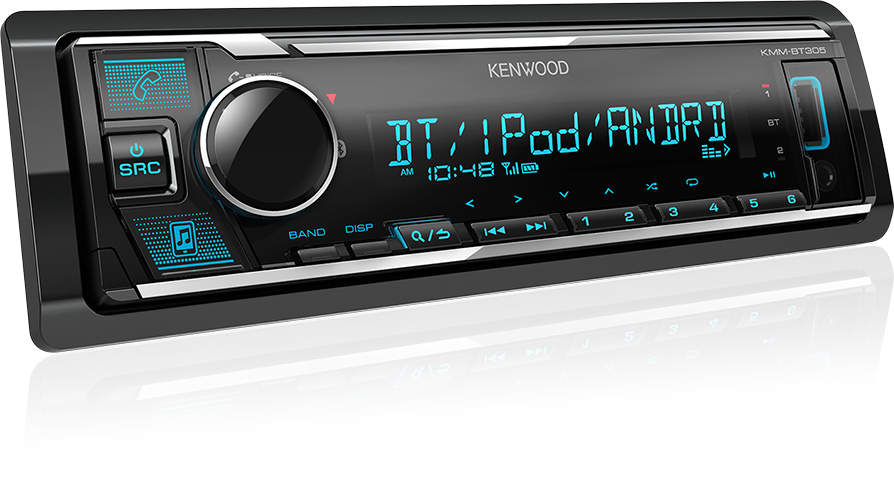 KENWOOD
KMM-BT305
VOICE
SRC
BT/iPod/ANDRD
AM 10:48
1
BT
2
BAND
DISP
1 2
3 4
5 6